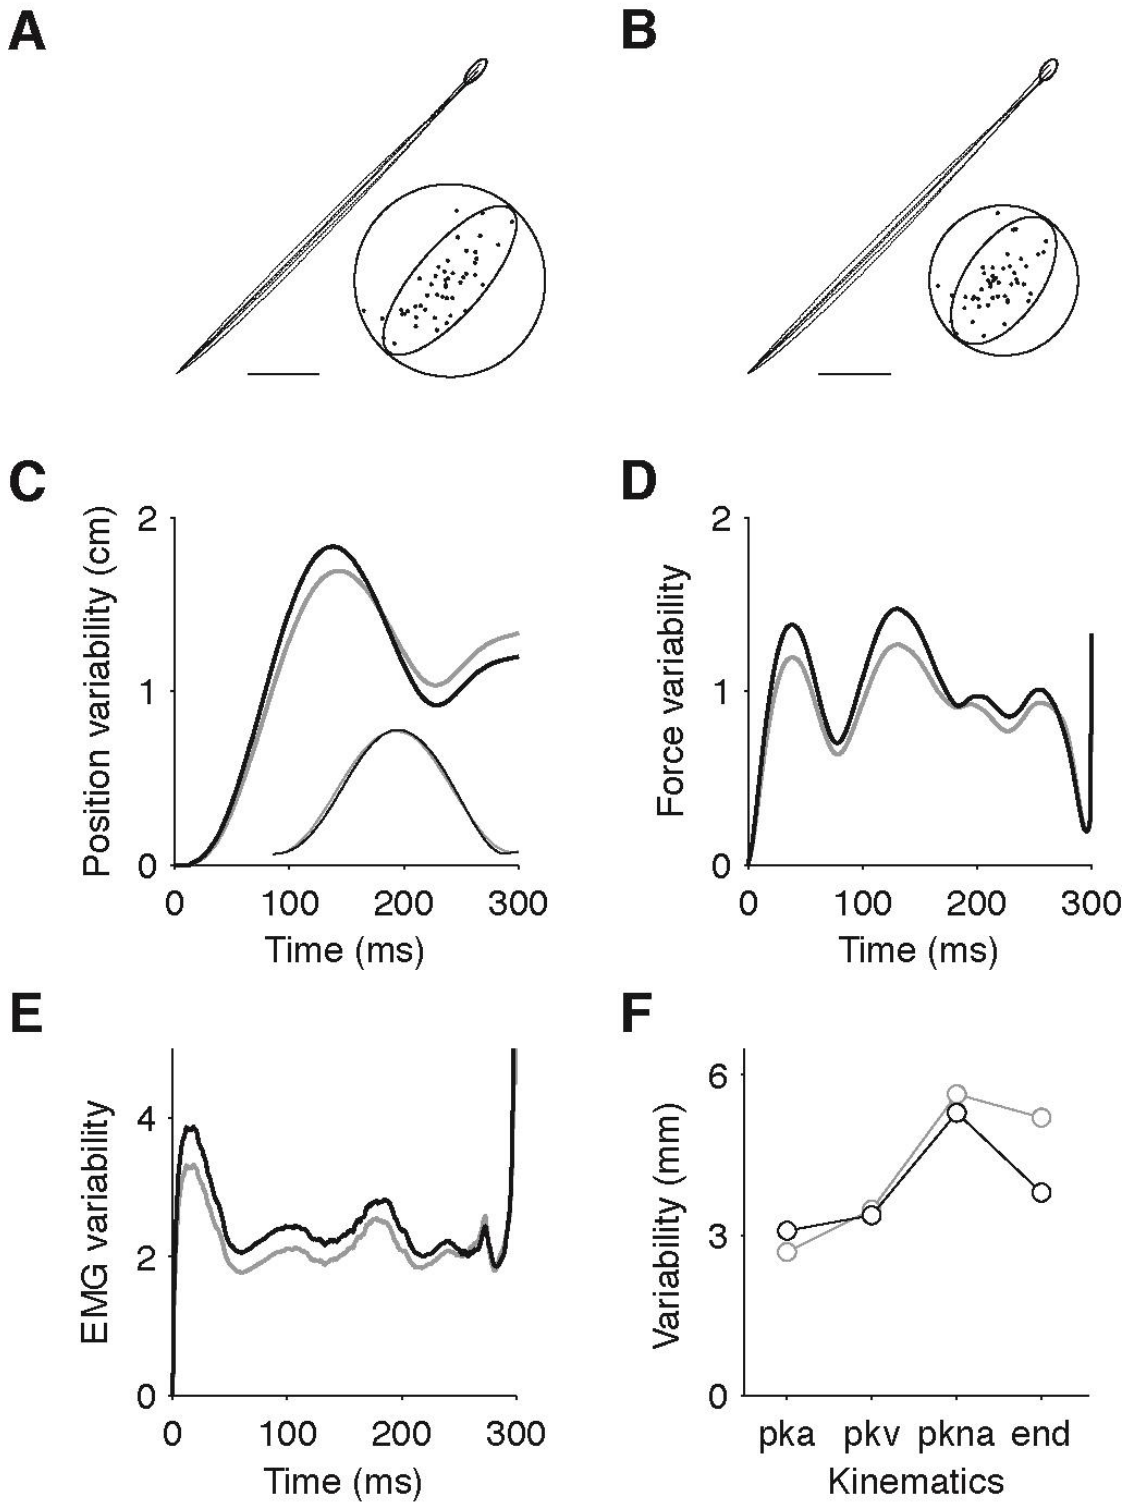 A
B
C
Position variability (cm)
2
1
0
0 100 200 300
Time (ms)
D
Force variability
2
1
0
0 100 200 300
Time (ms)
E
EMG variability
4
2
0
0 100 200 300
Time (ms)
F
Variability (mm)
6
3
0
pka pkv pkna end
Kinematics